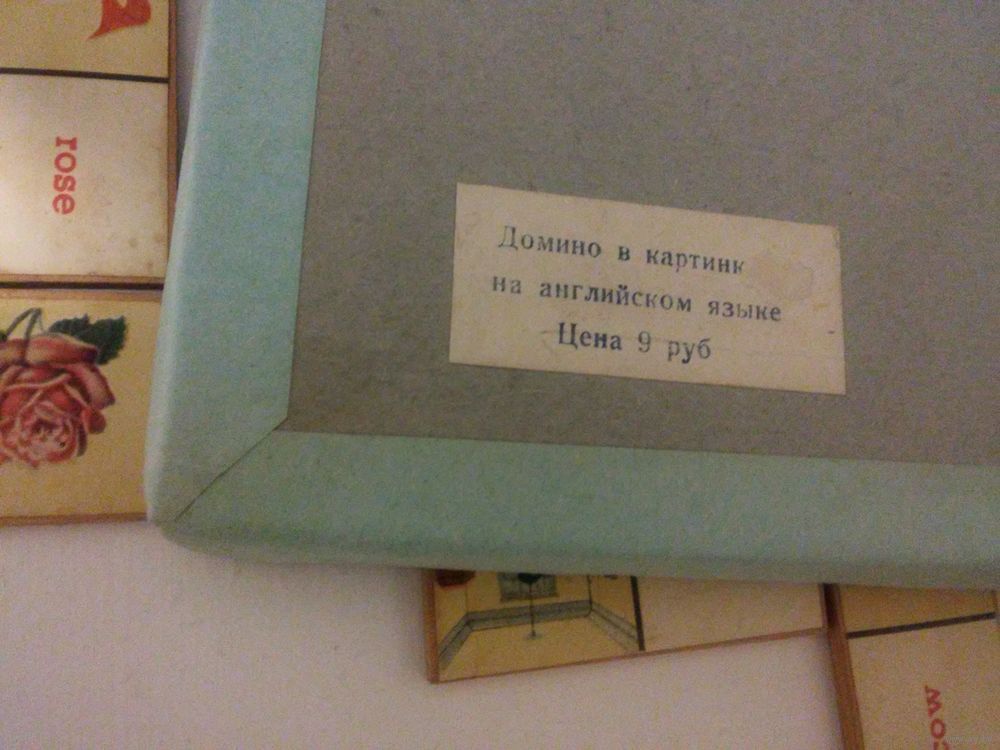 rose
Домино в картинк
на английском языке
Цена 9 руб